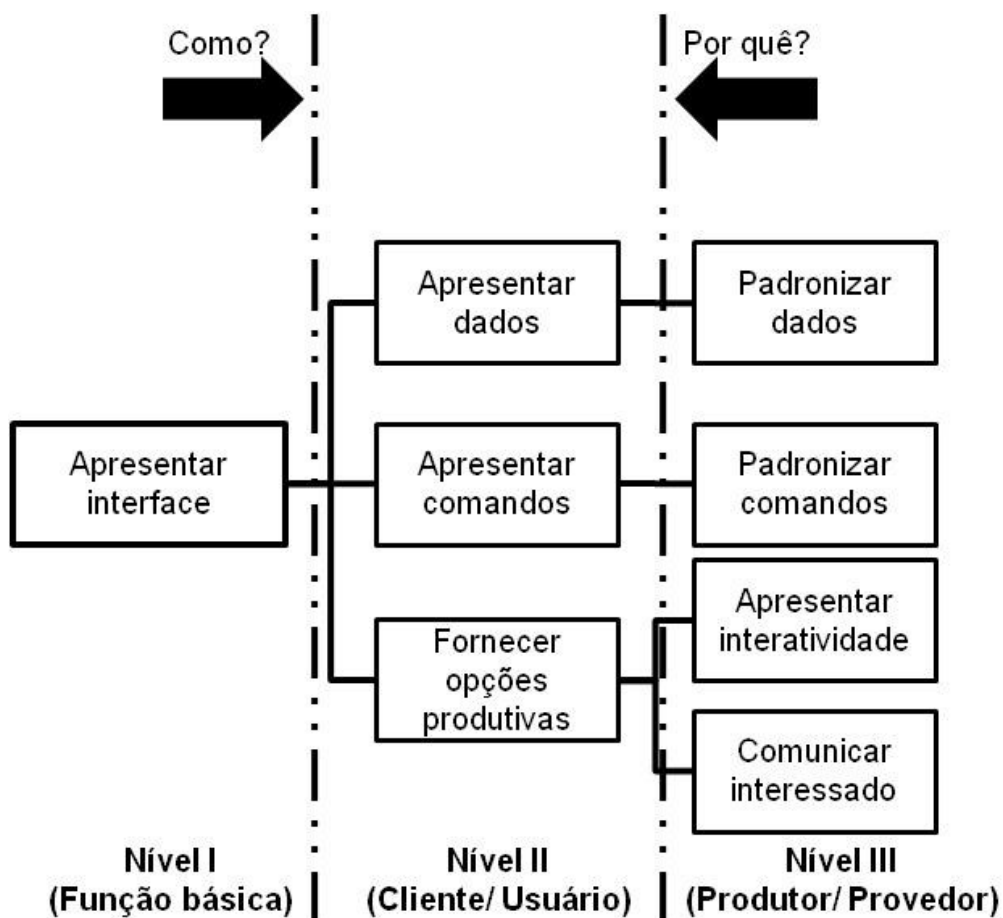 Como?
Por quê?
Apresentar
dados
Padronizar
dados
Apresentar
interface
Apresentar
comandos
Padronizar
comandos
Fornecer
opções
produtivas
Apresentar
interatividade
Comunicar
interessado
Nível I
(Função básica)
Nível II
(Cliente/ Usuário)
Nível III
(Produtor/ Provedor)